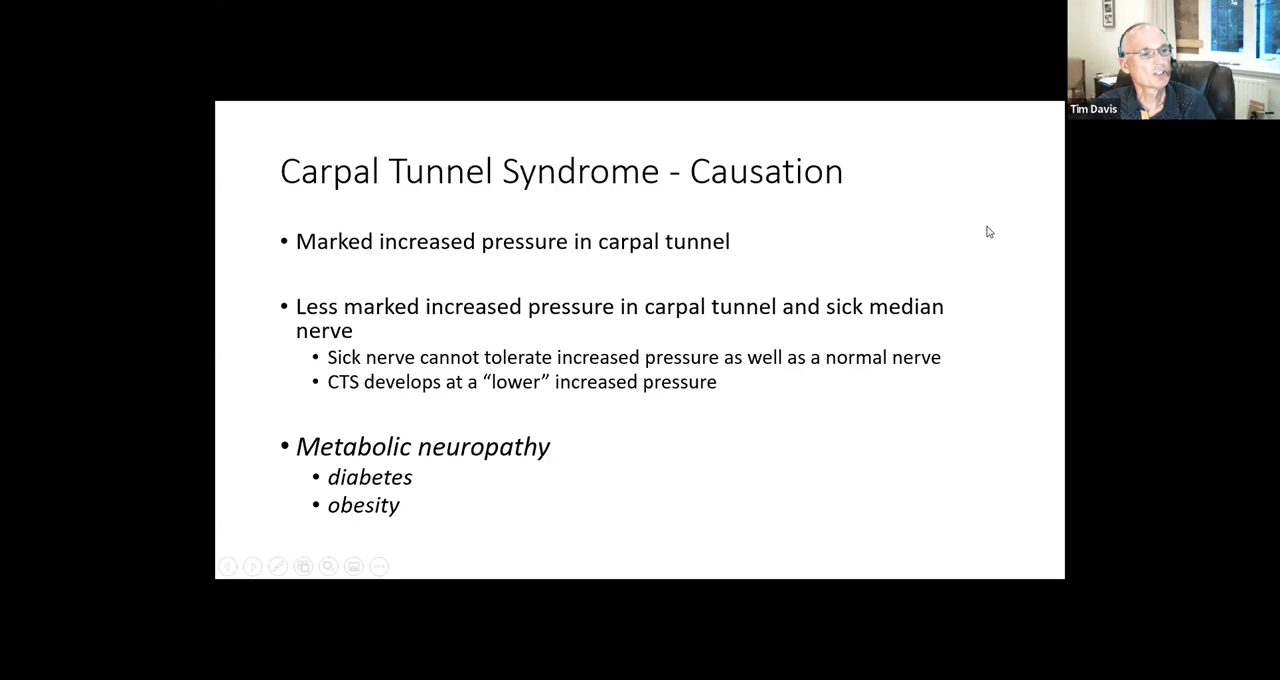 Tim Davis
Carpal Tunnel Syndrome - Causation
• Marked increased pressure in carpal tunnel
• Less marked increased pressure in carpal tunnel and sick median
nerve
• Sick nerve cannot tolerate increased pressure as well as a normal nerve
• CTS develops at a “lower” increased pressure
• Metabolic neuropathy
• diabetes
• obesity